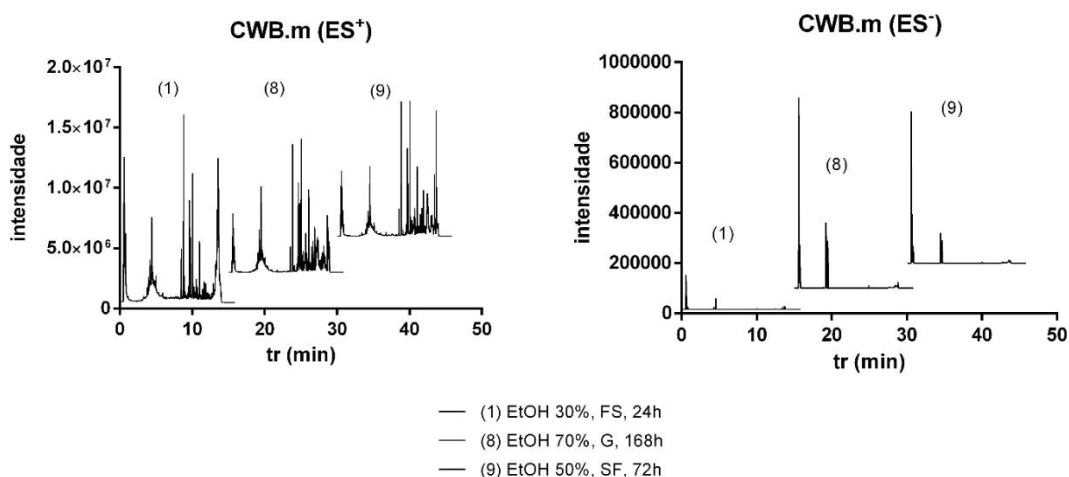 CWB.m (ES⁺)
(1)
(8)
(9)
2.0×10⁷
1.5×10⁷
1.0×10⁷
5.0×10⁶
0
intensidade
0 10 20 30 40 50
tr (min)
CWB.m (ES⁻)
(9)
(8)
(1)
1000000
800000
600000
400000
200000
0
intensidade
0 10 20 30 40 50
tr (min)
(1) EtOH 30%, FS, 24h
(8) EtOH 70%, G, 168h
(9) EtOH 50%, SF, 72h